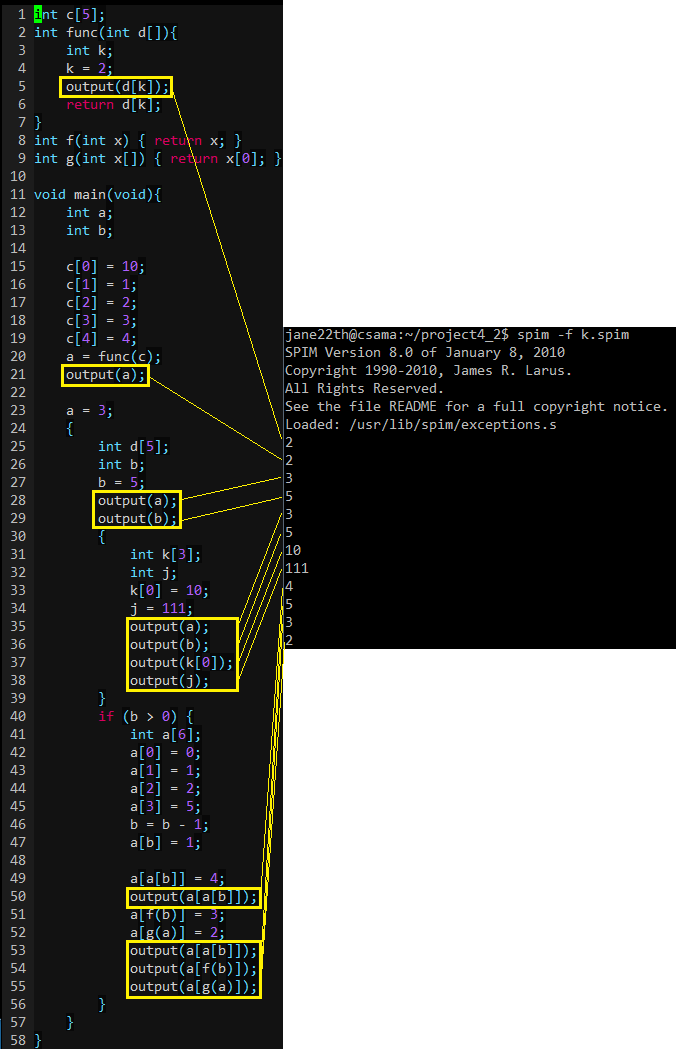 1 int c[5];
2 int func(int d[]){
3 int k;
4 k = 2;
5 output(d[k]);
6 return d[k];
7 }
8 int f(int x) { return x; }
9 int g(int x[]) { return x[0]; }
10
11 void main(void){
12 int a;
13 int b;
14
15 c[0] = 10;
16 c[1] = 1;
17 c[2] = 2;
18 c[3] = 3;
19 c[4] = 4;
20 a = func(c);
21 output(a);
22
23 a = 3;
24 {
25 int d[5];
26 int b;
27 b = 5;
28 output(a);
29 output(b);
30 {
31 int k[3];
32 int j;
33 k[0] = 10;
34 j = 111;
35 output(a);
36 output(b);
37 output(k[0]);
38 output(j);
39 }
40 if (b > 0) {
41 int a[6];
42 a[0] = 0;
43 a[1] = 1;
44 a[2] = 2;
45 a[3] = 5;
46 b = b - 1;
47 a[b] = 1;
48
49 a[a[b]] = 4;
50 output(a[a[b]]);
51 a[f(b)] = 3;
52 a[g(a)] = 2;
53 output(a[a[b]]);
54 output(a[f(b)]);
55 output(a[g(a)]);
56 }
57 }
58 }
jane22th@csama:~/project4_2$ spim -f k.spim
SPIM Version 8.0 of January 8, 2010
Copyright 1990-2010, James R. Larus.
All Rights Reserved.
See the file README for a full copyright notice.
Loaded: /usr/lib/spim/exceptions.s
2
2
3
5
3
5
10
111
4
5
3
2